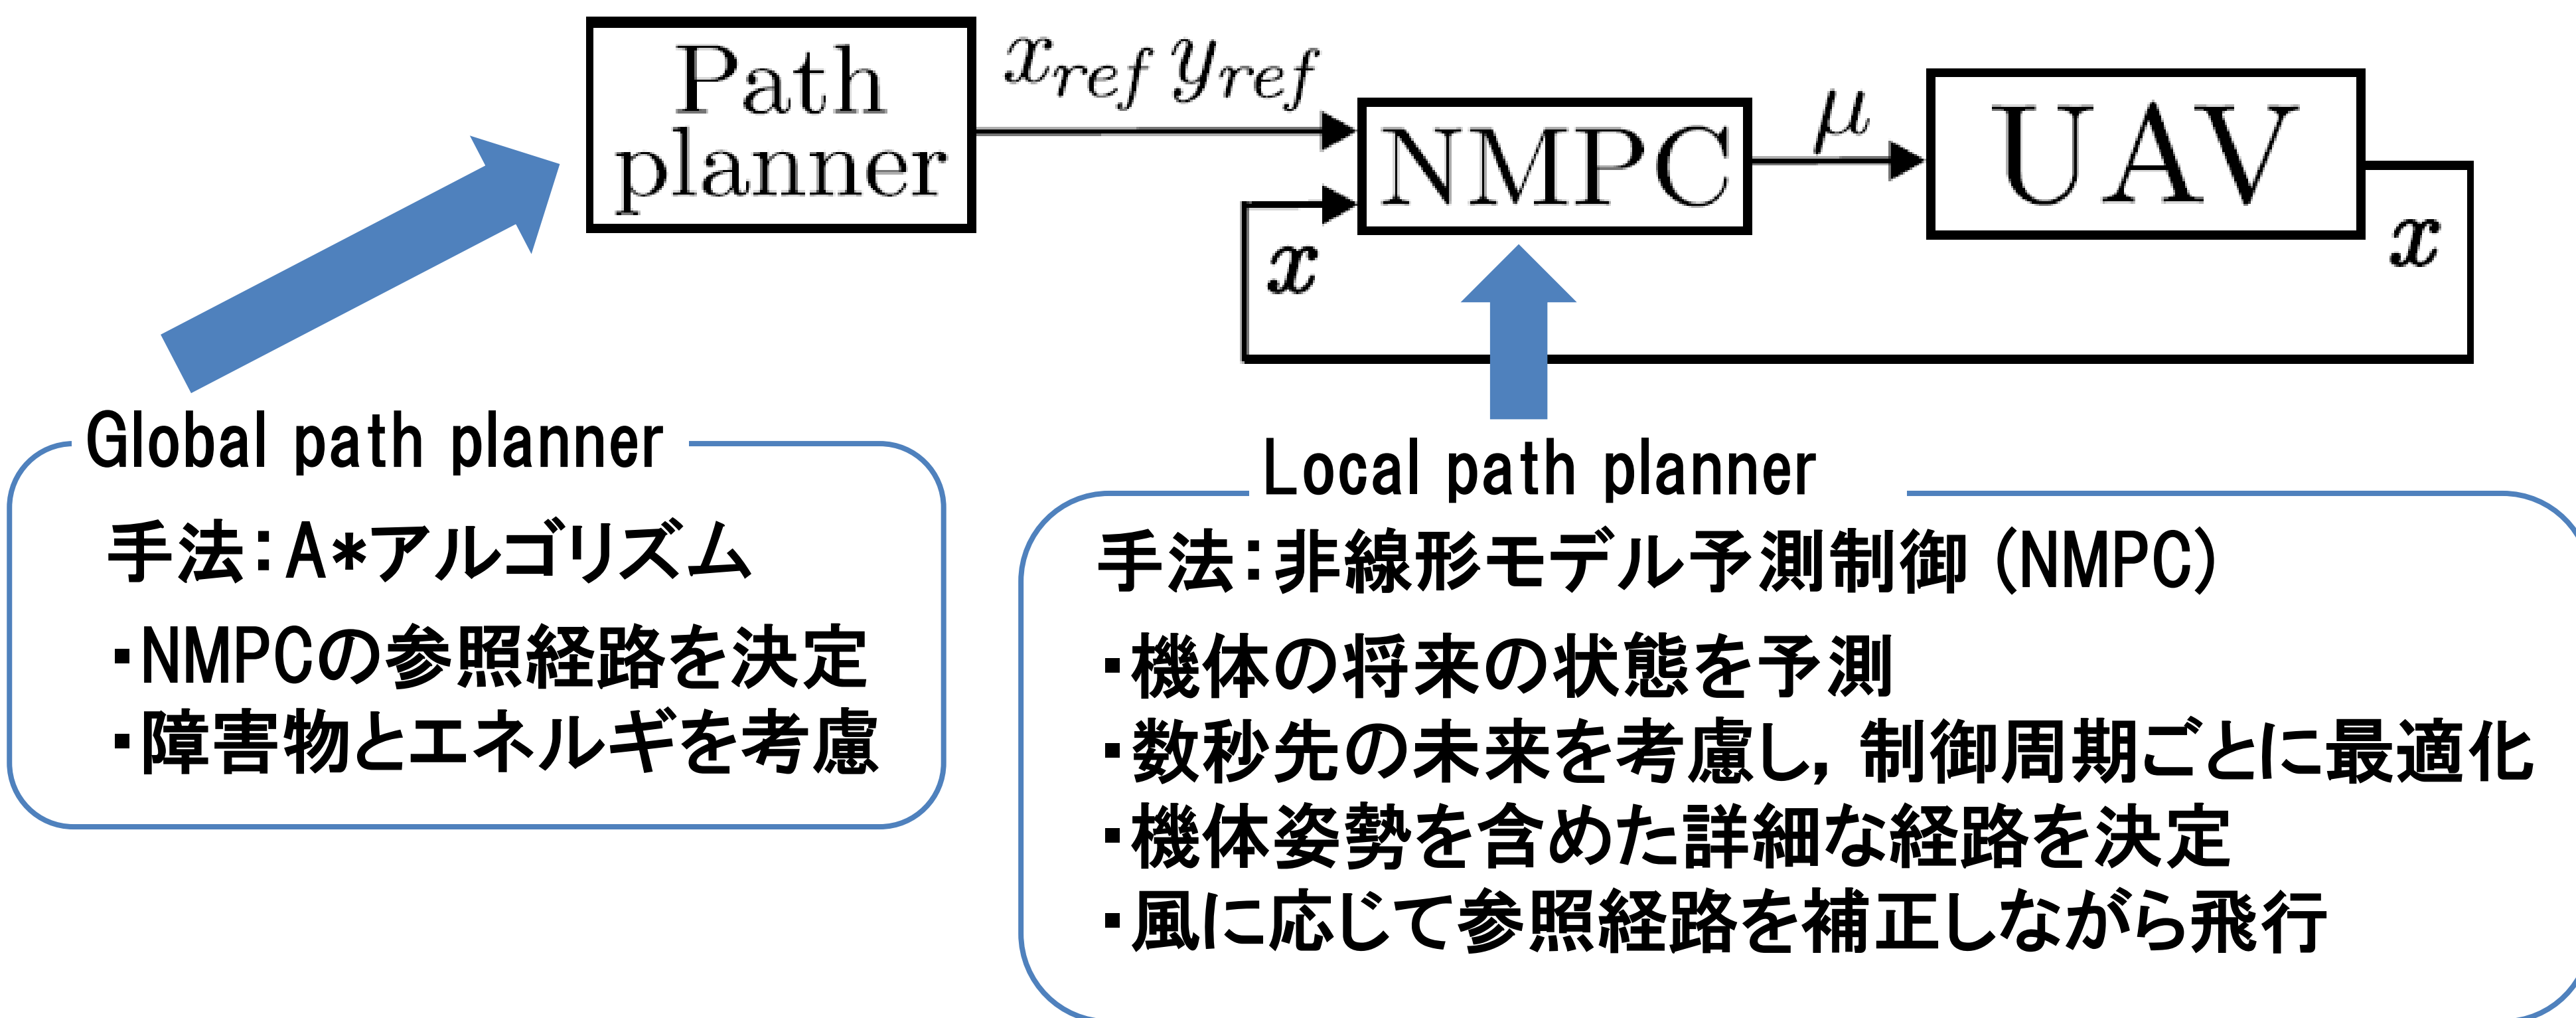 Path
planner
x_ref y_ref
NMPC
μ
UAV
x
x
Global path planner
手法：A*アルゴリズム
・NMPCの参照経路を決定
・障害物とエネルギを考慮
Local path planner
手法：非線形モデル予測制御 (NMPC)
・機体の将来の状態を予測
・数秒先の未来を考慮し，制御周期ごとに最適化
・機体姿勢を含めた詳細な経路を決定
・風に応じて参照経路を補正しながら飛行